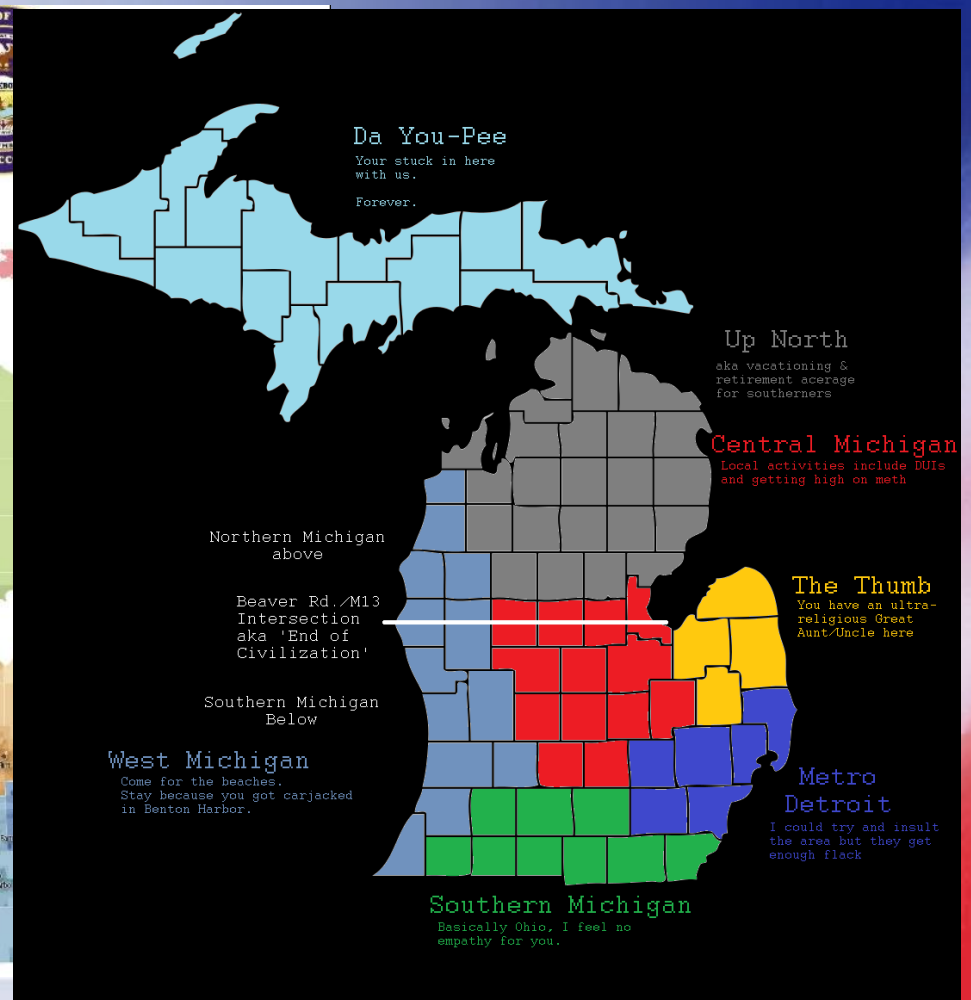 Da You-Pee
Your stuck in here
with us.
Forever.
Up North
aka vacationing &
retirement acerage
for southerners
Central Michigan
Local activities include DUIs
and getting high on meth
Northern Michigan
above
Beaver Rd./M13
Intersection
aka 'End of
Civilization'
The Thumb
You have an ultra-
religious Great
Aunt/Uncle here
Southern Michigan
Below
West Michigan
Come for the beaches.
Stay because you got carjacked
in Benton Harbor.
Metro
Detroit
I could try and insult
the area but they get
enough flack
Southern Michigan
Basically Ohio, I feel no
empathy for you.